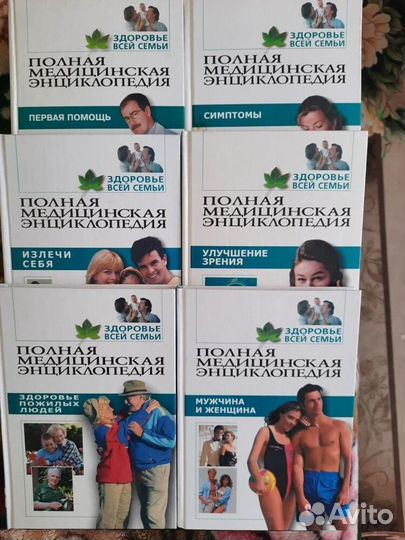 ЗДОРОВЬЕ
ВСЕЙ СЕМЬИ
ПОЛНАЯ
МЕДИЦИНСКАЯ
ЭНЦИКЛОПЕДИЯ
ПЕРВАЯ ПОМОЩЬ
ЗДОРОВЬЕ
ВСЕЙ СЕМЬИ
ПОЛНАЯ
МЕДИЦИНСКАЯ
ЭНЦИКЛОПЕДИЯ
СИМПТОМЫ
ЗДОРОВЬЕ
ВСЕЙ СЕМЬИ
ПОЛНАЯ
МЕДИЦИНСКАЯ
ЭНЦИКЛОПЕДИЯ
ИЗЛЕЧИ
СЕБЯ
ЗДОРОВЬЕ
ВСЕЙ СЕМЬИ
ПОЛНАЯ
МЕДИЦИНСКАЯ
ЭНЦИКЛОПЕДИЯ
УЛУЧШЕНИЕ
ЗРЕНИЯ
ЗДОРОВЬЕ
ВСЕЙ СЕМЬИ
ПОЛНАЯ
МЕДИЦИНСКАЯ
ЭНЦИКЛОПЕДИЯ
ЗДОРОВЬЕ
ПОЖИЛЫХ
ЛЮДЕЙ
ЗДОРОВЬЕ
ВСЕЙ СЕМЬИ
ПОЛНАЯ
МЕДИЦИНСКАЯ
ЭНЦИКЛОПЕДИЯ
МУЖЧИНА
И ЖЕНЩИНА
Avito